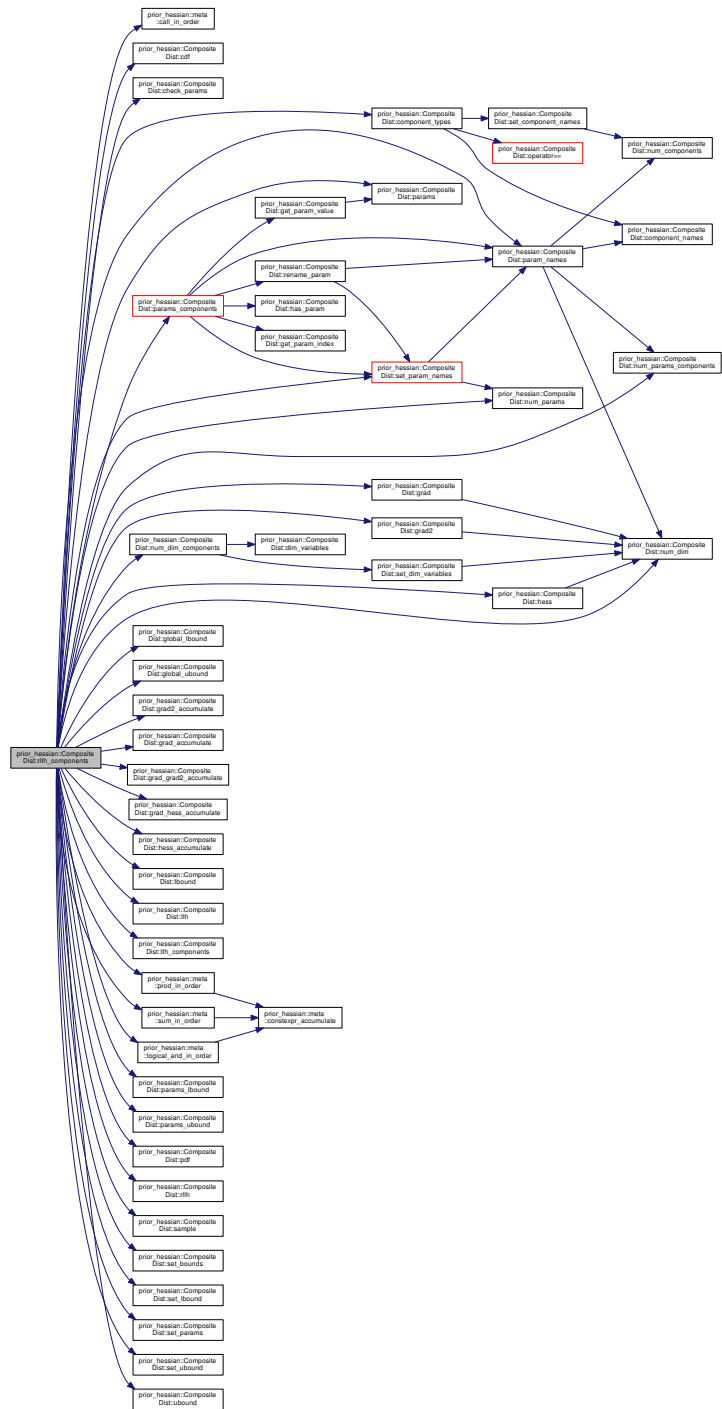 prior_hessian::meta
::call_in_order
prior_hessian::Composite
Dist::cdf
prior_hessian::Composite
Dist::check_params
prior_hessian::Composite
Dist::component_types
prior_hessian::Composite
Dist::set_component_names
prior_hessian::Composite
Dist::operator==
prior_hessian::Composite
Dist::num_components
prior_hessian::Composite
Dist::params
prior_hessian::Composite
Dist::get_param_value
prior_hessian::Composite
Dist::component_names
prior_hessian::Composite
Dist::param_names
prior_hessian::Composite
Dist::rename_param
prior_hessian::Composite
Dist::params_components
prior_hessian::Composite
Dist::has_param
prior_hessian::Composite
Dist::get_param_index
prior_hessian::Composite
Dist::num_params_components
prior_hessian::Composite
Dist::set_param_names
prior_hessian::Composite
Dist::num_params
prior_hessian::Composite
Dist::grad
prior_hessian::Composite
Dist::grad2
prior_hessian::Composite
Dist::num_dim_components
prior_hessian::Composite
Dist::dim_variables
prior_hessian::Composite
Dist::num_dim
prior_hessian::Composite
Dist::set_dim_variables
prior_hessian::Composite
Dist::hess
prior_hessian::Composite
Dist::global_lbound
prior_hessian::Composite
Dist::global_ubound
prior_hessian::Composite
Dist::grad2_accumulate
prior_hessian::Composite
Dist::grad_accumulate
prior_hessian::Composite
Dist::rllh_components
prior_hessian::Composite
Dist::grad_grad2_accumulate
prior_hessian::Composite
Dist::grad_hess_accumulate
prior_hessian::Composite
Dist::hess_accumulate
prior_hessian::Composite
Dist::lbound
prior_hessian::Composite
Dist::llh
prior_hessian::Composite
Dist::llh_components
prior_hessian::meta
::prod_in_order
prior_hessian::meta
::sum_in_order
prior_hessian::meta
::constexpr_accumulate
prior_hessian::meta
::logical_and_in_order
prior_hessian::Composite
Dist::params_lbound
prior_hessian::Composite
Dist::params_ubound
prior_hessian::Composite
Dist::pdf
prior_hessian::Composite
Dist::rllh
prior_hessian::Composite
Dist::sample
prior_hessian::Composite
Dist::set_bounds
prior_hessian::Composite
Dist::set_lbound
prior_hessian::Composite
Dist::set_params
prior_hessian::Composite
Dist::set_ubound
prior_hessian::Composite
Dist::ubound